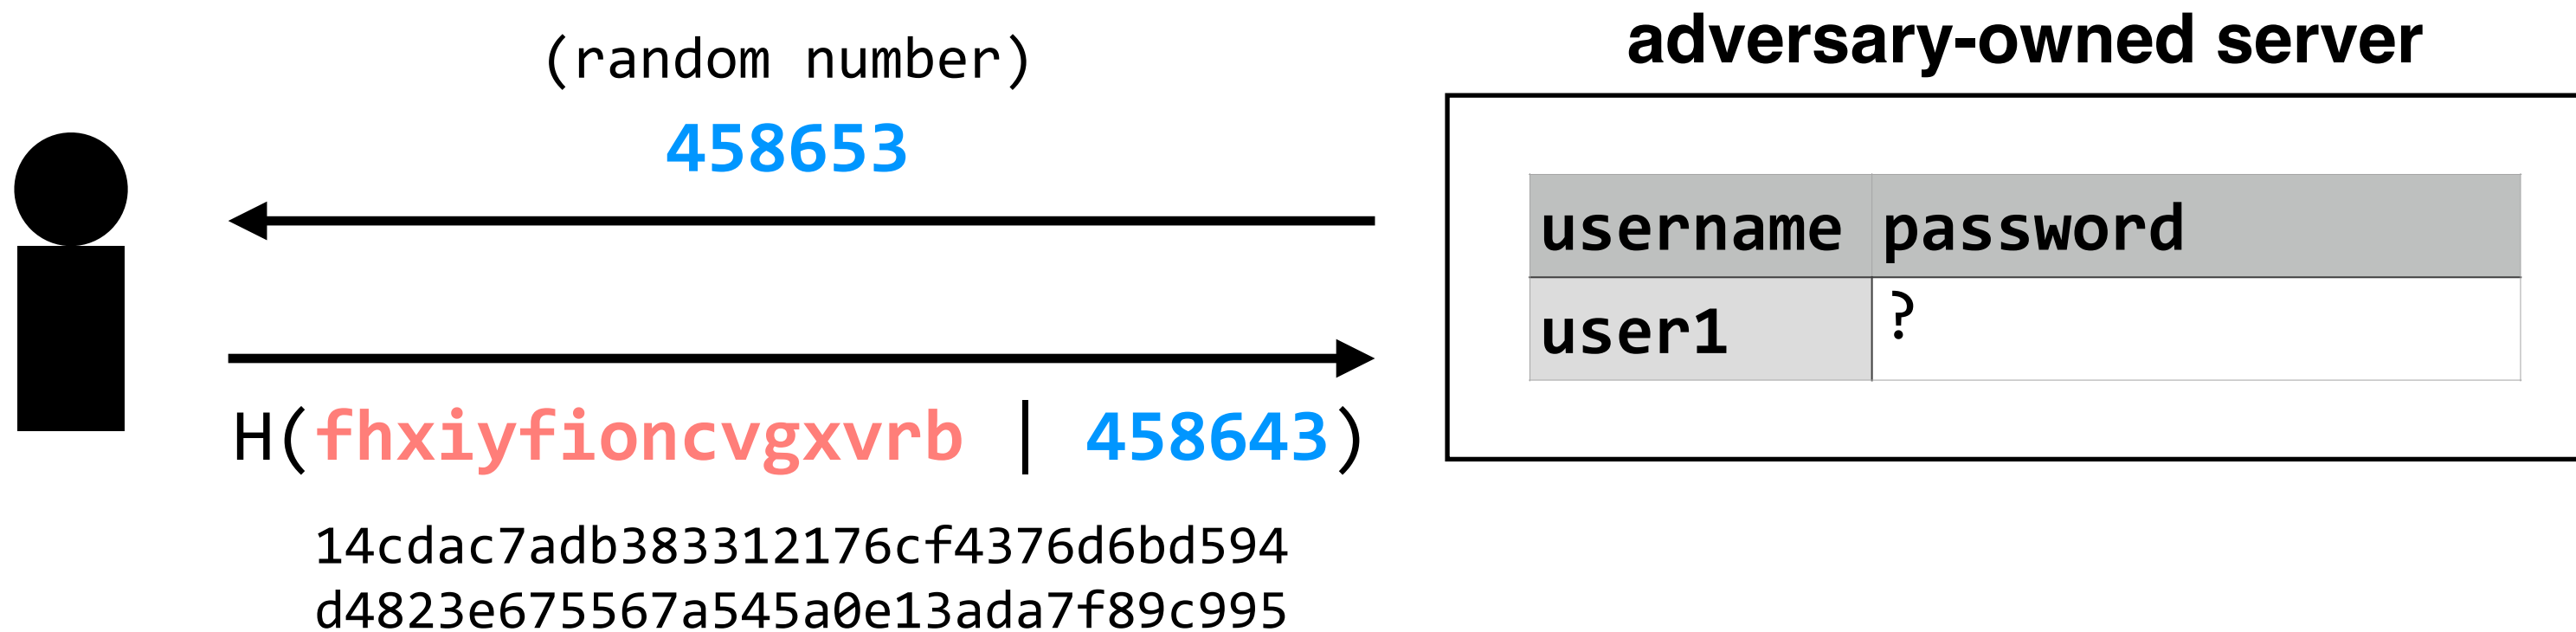 (random number)
458653
adversary-owned server
username password
user1 ?
H(fhxiyfioncvgxvrb | 458643)
14cdac7adb383312176cf4376d6bd594
d4823e675567a545a0e13ada7f89c995